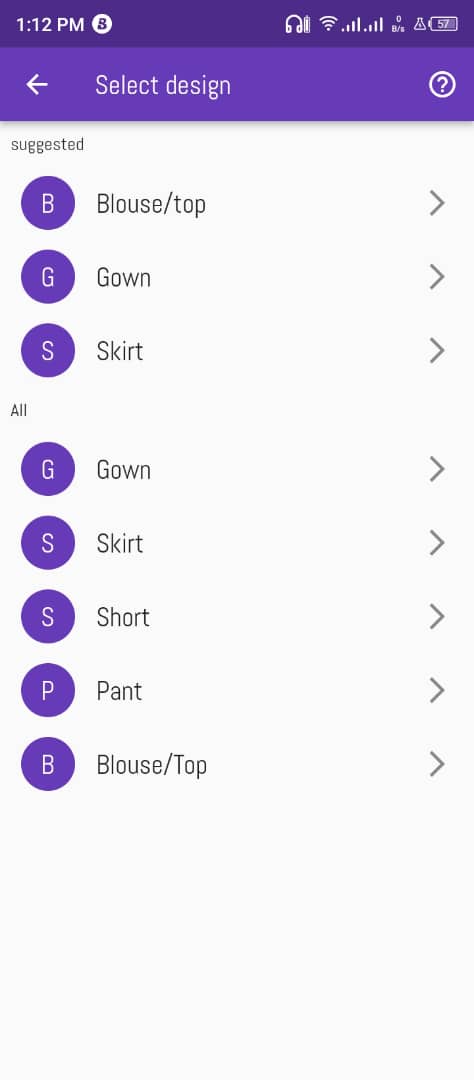 1:12 PM
0
B/s
57
Select design
suggested
B Blouse/top
G Gown
S Skirt
All
G Gown
S Skirt
S Short
P Pant
B Blouse/Top